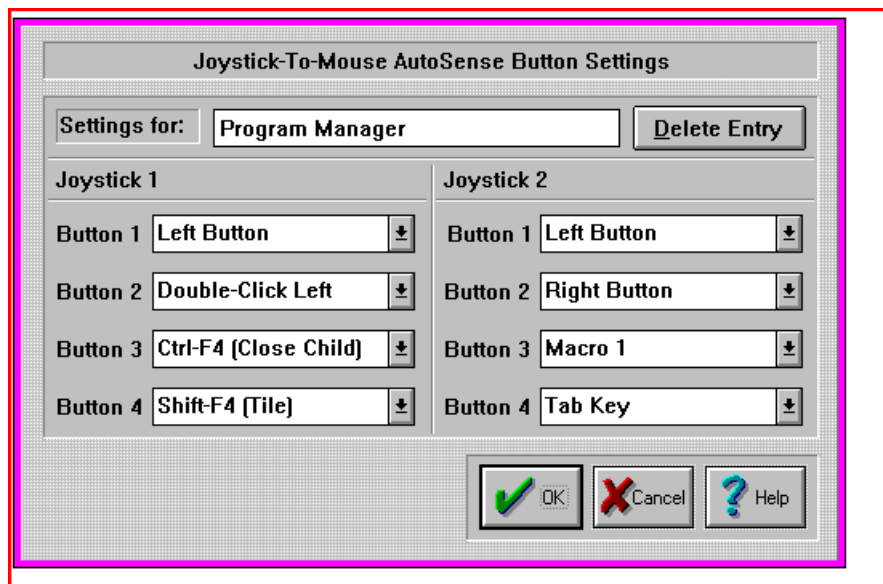 Joystick-To-Mouse AutoSense Button Settings
Settings for: Program Manager Delete Entry
Joystick 1 Joystick 2
Button 1 Left Button Button 1 Left Button
Button 2 Double-Click Left Button 2 Right Button
Button 3 Ctrl-F4 (Close Child) Button 3 Macro 1
Button 4 Shift-F4 (Tile) Button 4 Tab Key
OK Cancel Help